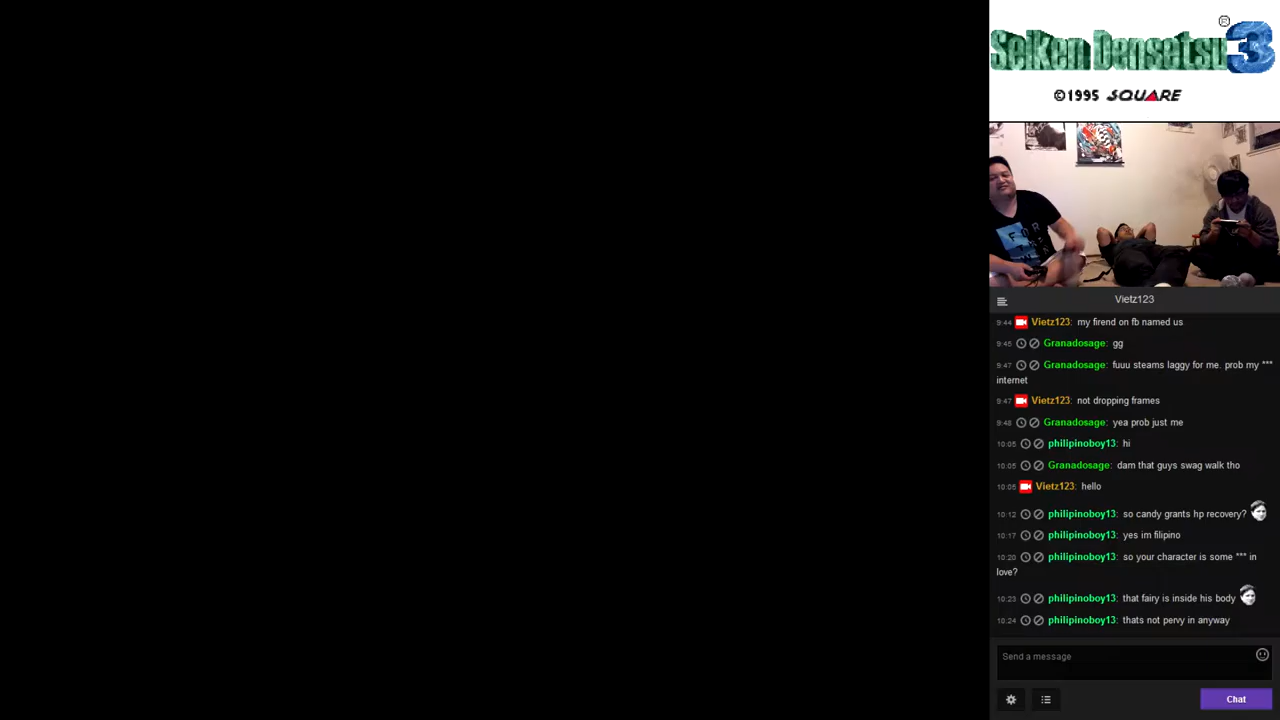 Seiken Densetsu 3
®
©1995 SQUARE
Vietz123
9:44 Vietz123: my firend on fb named us
9:45 Granadosage: gg
9:47 Granadosage: fuuu steams laggy for me. prob my ***
internet
9:47 Vietz123: not dropping frames
9:48 Granadosage: yea prob just me
10:05 philipinoboy13: hi
10:05 Granadosage: dam that guys swag walk tho
10:05 Vietz123: hello
10:12 philipinoboy13: so candy grants hp recovery?
10:17 philipinoboy13: yes im filipino
10:20 philipinoboy13: so your character is some *** in
love?
10:23 philipinoboy13: that fairy is inside his body
10:24 philipinoboy13: thats not pervy in anyway
Send a message
Chat